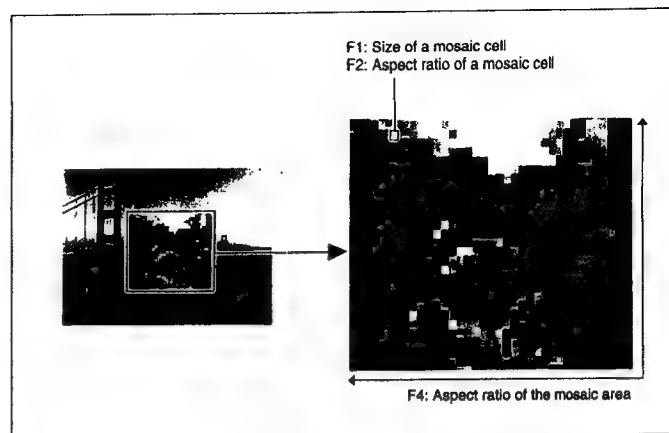 F1: Size of a mosaic cell
F2: Aspect ratio of a mosaic cell
F4: Aspect ratio of the mosaic area